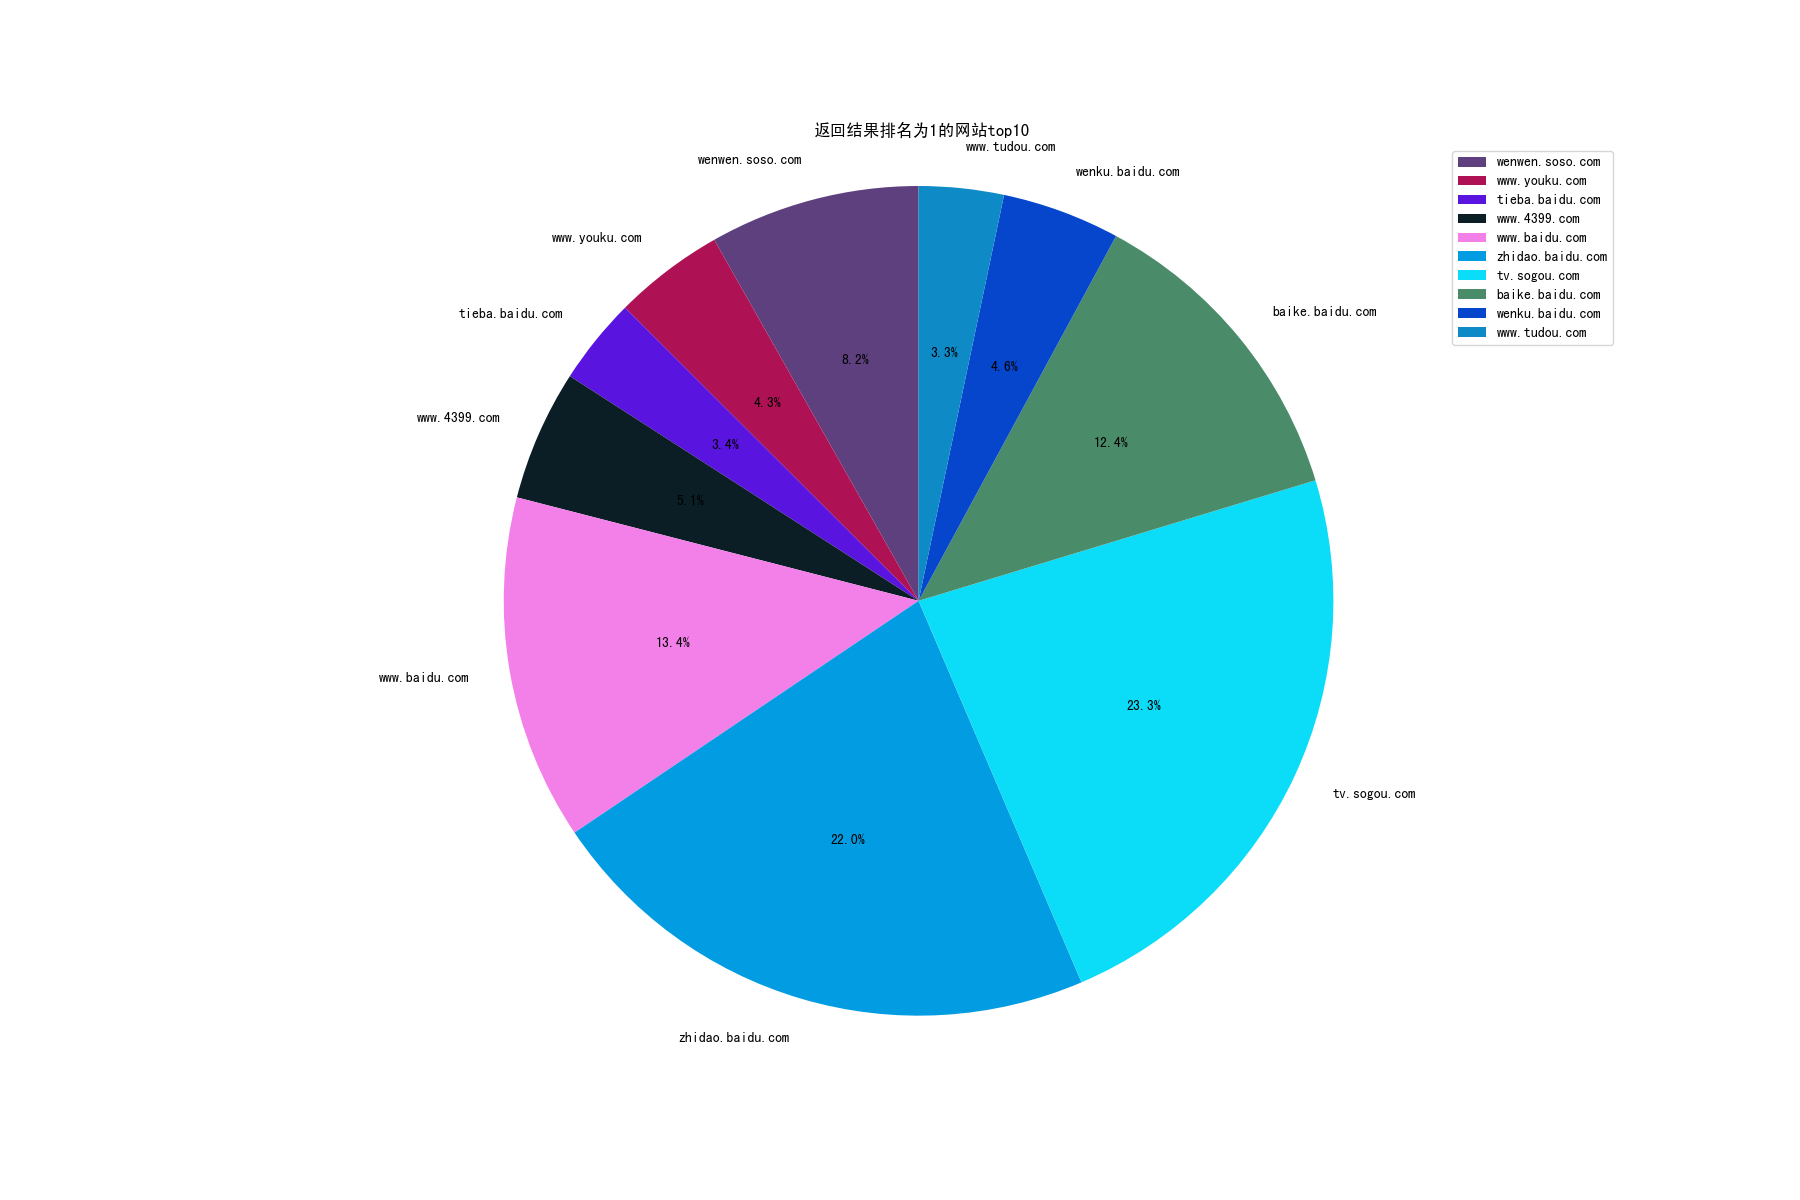 返回结果排名为1的网站top10
www.tudou.com
wenwen.soso.com
wenku.baidu.com
www.youku.com
tieba.baidu.com
baike.baidu.com
www.4399.com
www.baidu.com
tv.sogou.com
zhidao.baidu.com
8.2%
3.3%
4.6%
4.3%
3.4%
12.4%
5.1%
13.4%
23.3%
22.0%
wenwen.soso.com
www.youku.com
tieba.baidu.com
www.4399.com
www.baidu.com
zhidao.baidu.com
tv.sogou.com
baike.baidu.com
wenku.baidu.com
www.tudou.com